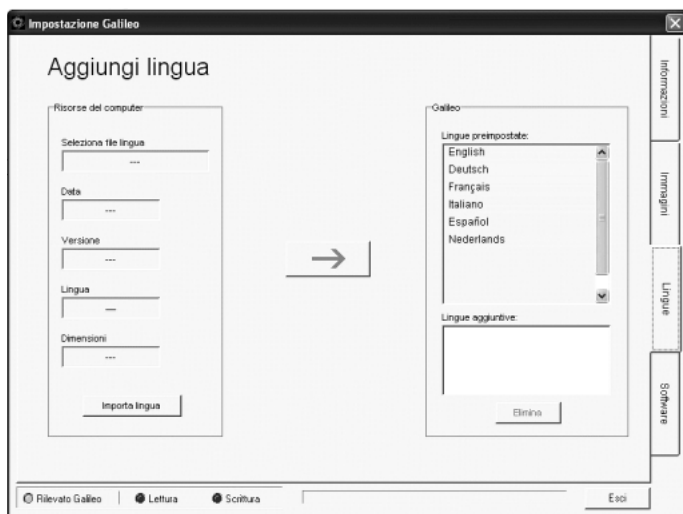 Impostazione Galileo
Aggiungi lingua
Risorse del computer
Seleziona file lingua
---
Data
---
Versione
---
Lingua
---
Dimensioni
---
Importa lingua
Galileo
Lingue preimpostate:
English
Deutsch
Français
Italiano
Español
Nederlands
Lingue aggiuntive:
Elimina
Informazioni
Immagini
Lingue
Software
Rilevato Galileo
Lettura
Scrittura
Esci